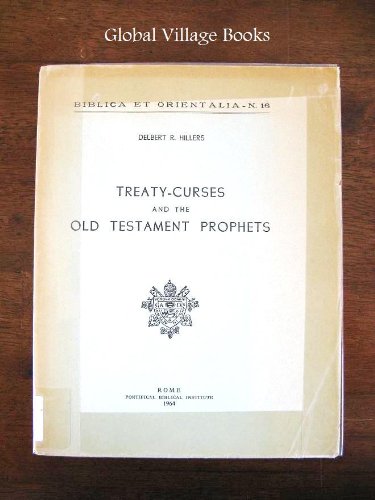 Global Village Books
BIBLICA ET ORIENTALIA - N. 16
DELBERT R. HILLERS
TREATY-CURSES
AND THE
OLD TESTAMENT PROPHETS
ROME
PONTIFICAL BIBLICAL INSTITUTE
1964